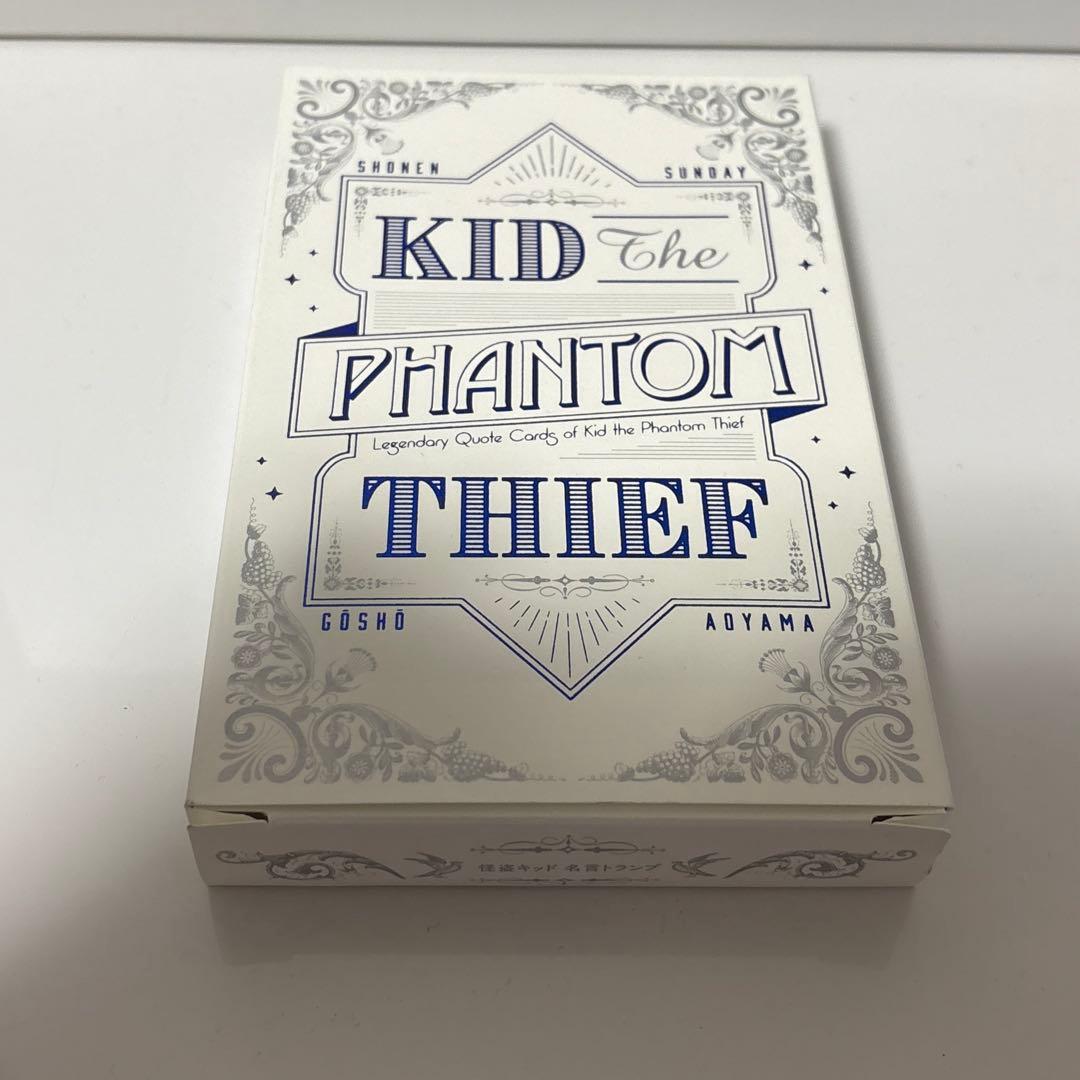 SHONEN SUNDAY
KID The
PHANTOM
Legendary Quote Cards of Kid the Phantom Thief
THIEF
GŌSHŌ AOYAMA
怪盗キッド 名言トランプ